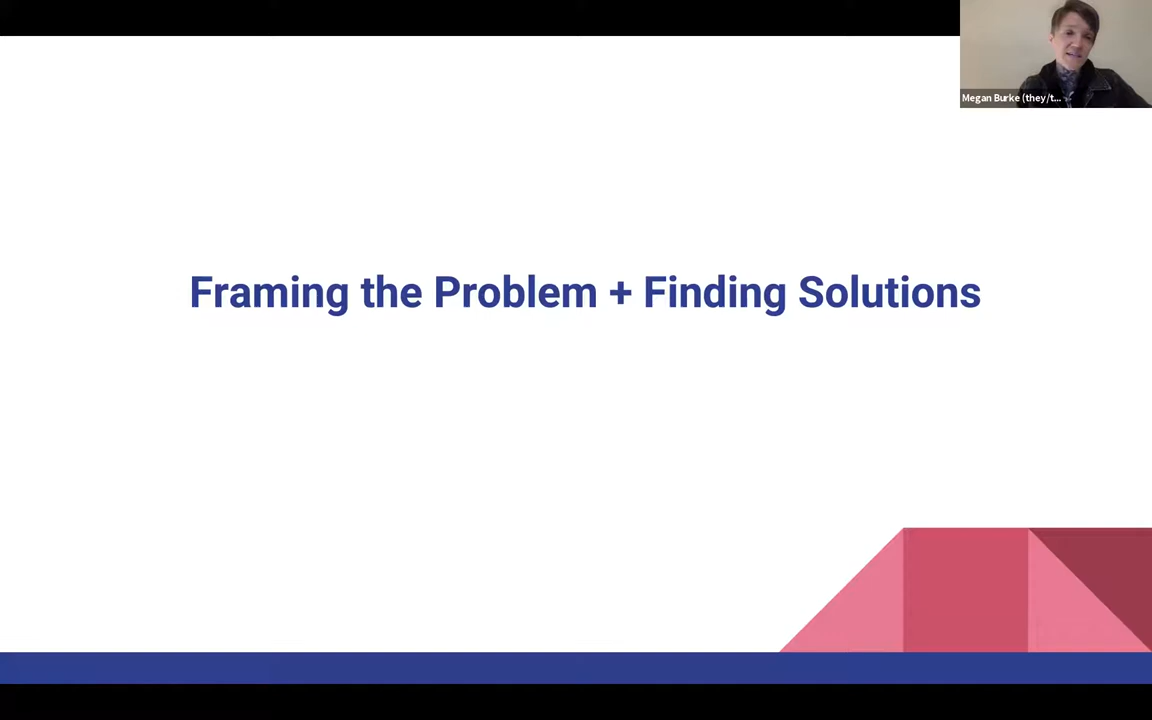 Megan Burke (they/t...
Framing the Problem + Finding Solutions